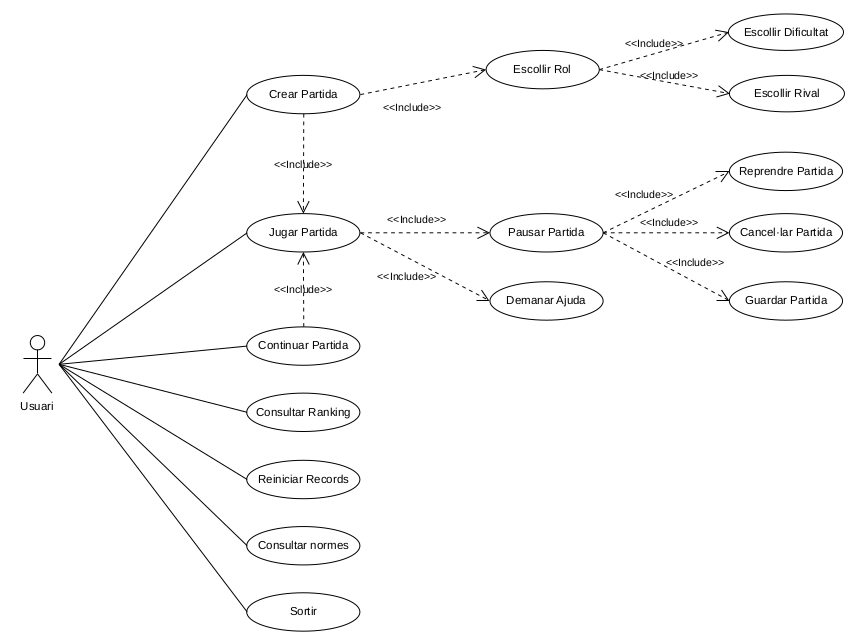 Escollir Dificultat
<<Include>>
Escollir Rol
<<Include>>
Escollir Rival
Crear Partida
<<Include>>
<<Include>>
Reprendre Partida
<<Include>>
Jugar Partida
<<Include>>
Pausar Partida
<<Include>>
Cancel·lar Partida
<<Include>>
<<Include>>
<<Include>>
Demanar Ajuda
Guardar Partida
Continuar Partida
Usuari
Consultar Ranking
Reiniciar Records
Consultar normes
Sortir